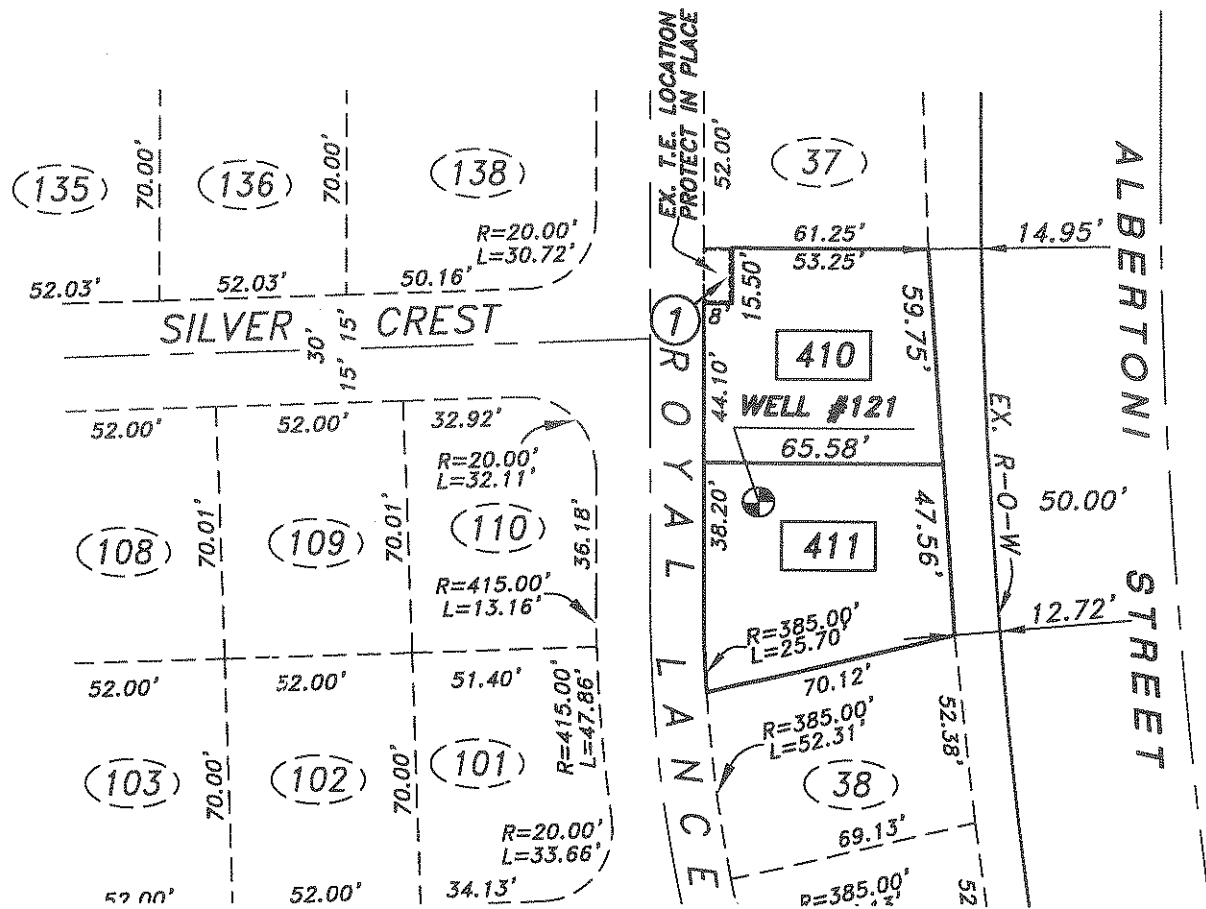 EX. T.E. LOCATION
PROTECT IN PLACE
52.00'
37
135
70.00'
136
70.00'
138
R=20.00'
L=30.72'
52.03'
52.03'
50.16'
61.25'
53.25'
14.95'
ALBERTONI STREET
SILVER CREST
30'
15' 15'
15' 15'
1
8'
15.50'
59.75'
410
44.10'
WELL #121
65.58'
EX. R-O-W
50.00'
ROYAL LANCE
52.00'
52.00'
32.92'
R=20.00'
L=32.11'
108
70.01'
109
70.01'
110
36.18'
R=415.00'
L=13.16'
38.20'
411
47.56'
R=385.00'
L=25.70'
12.72'
70.12'
52.00'
52.00'
51.40'
R=415.00'
L=47.86'
R=385.00'
L=52.31'
52.38'
103
70.00'
102
70.00'
101
38
R=20.00'
L=33.66'
69.13'
52.00'
52.00'
34.13'
R=385.00'
52